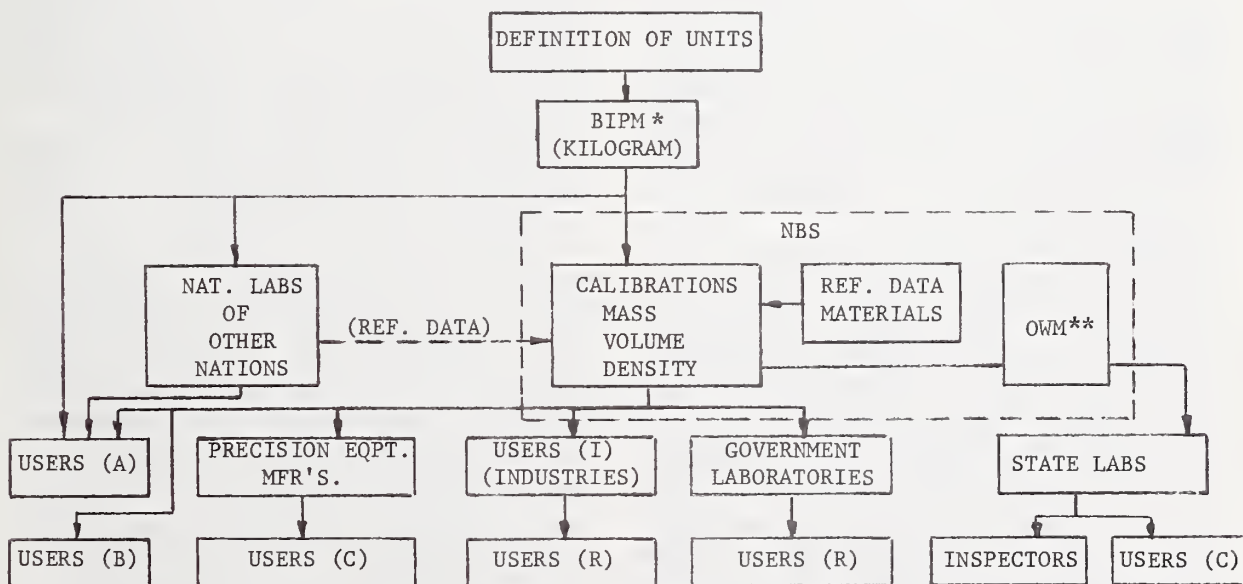 DEFINITION OF UNITS
BIPM *
(KILOGRAM)
NBS
NAT. LABS
OF
OTHER
NATIONS
(REF. DATA)
CALIBRATIONS
MASS
VOLUME
DENSITY
REF. DATA
MATERIALS
OWM**
USERS (A)
PRECISION EQPT.
MFR'S.
USERS (I)
(INDUSTRIES)
GOVERNMENT
LABORATORIES
STATE LABS
USERS (B)
USERS (C)
USERS (R)
USERS (R)
INSPECTORS
USERS (C)